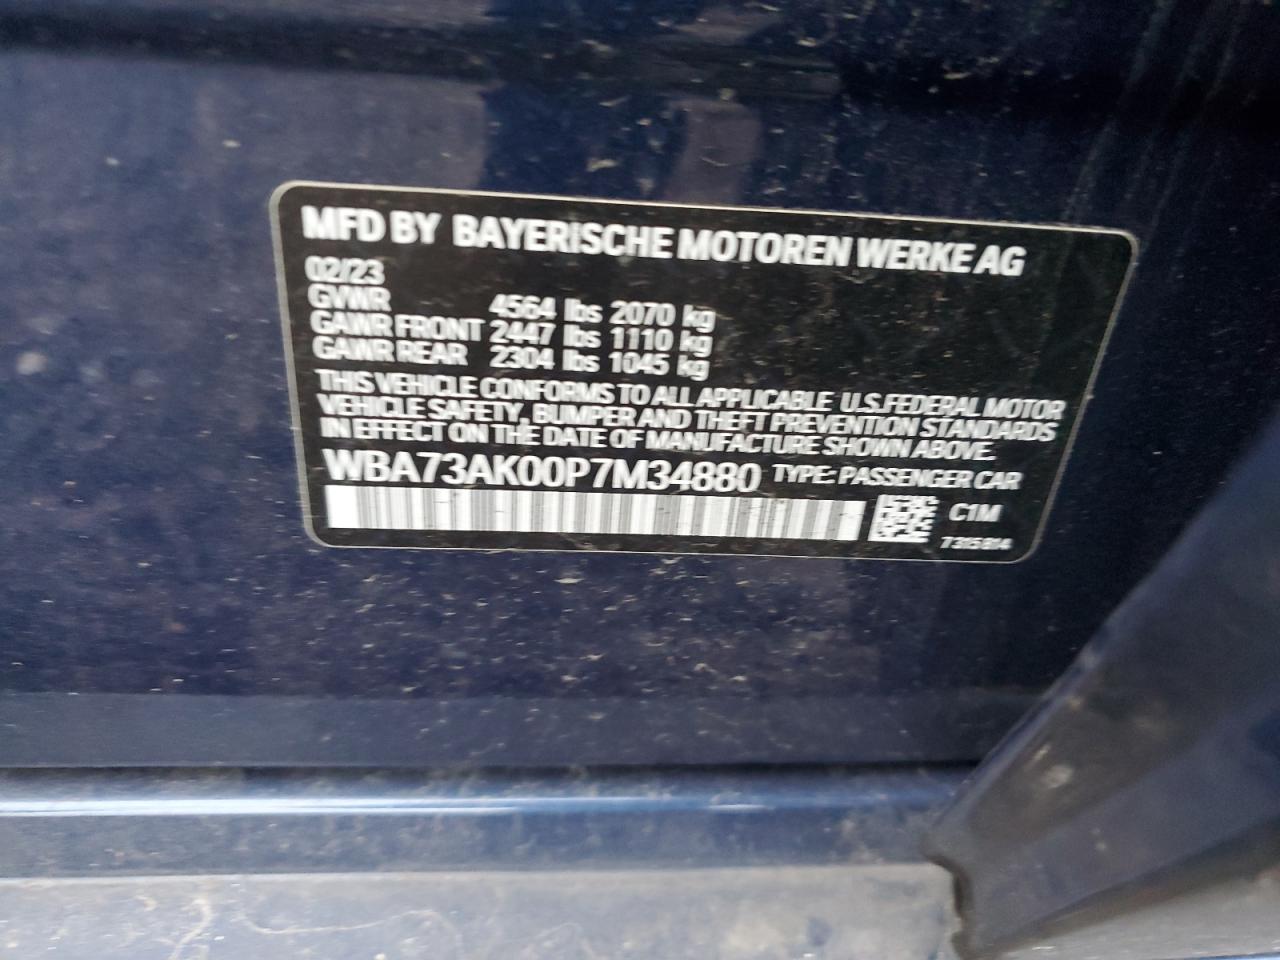 MFD BY BAYERISCHE MOTOREN WERKE AG
02/23
GVWR 4564 lbs 2070 kg
GAWR FRONT 2447 lbs 1110 kg
GAWR REAR 2304 lbs 1045 kg
THIS VEHICLE CONFORMS TO ALL APPLICABLE U.S.FEDERAL MOTOR
VEHICLE SAFETY, BUMPER AND THEFT PREVENTION STANDARDS
IN EFFECT ON THE DATE OF MANUFACTURE SHOWN ABOVE.
WBA73AK00P7M34880 TYPE: PASSENGER CAR
C1M
7315814